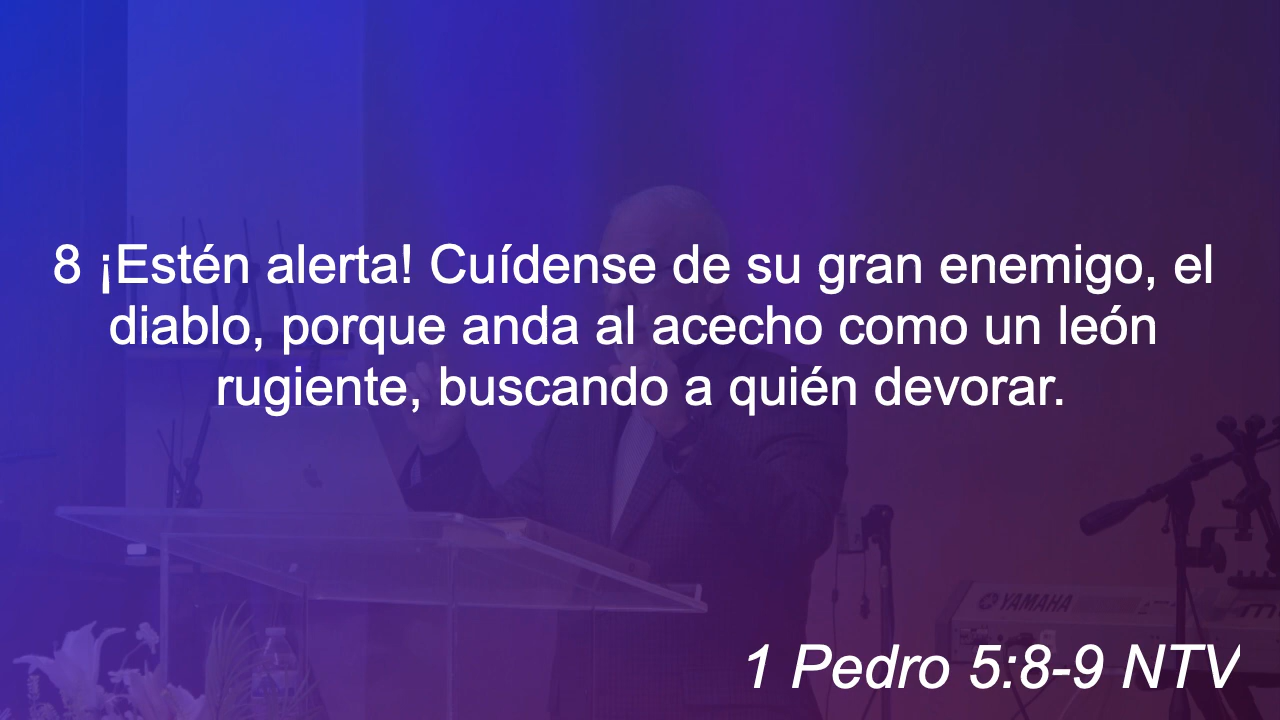 8 ¡Estén alerta! Cuídense de su gran enemigo, el
diablo, porque anda al acecho como un león
rugiente, buscando a quién devorar.
YAMAHA
1 Pedro 5:8-9 NTV